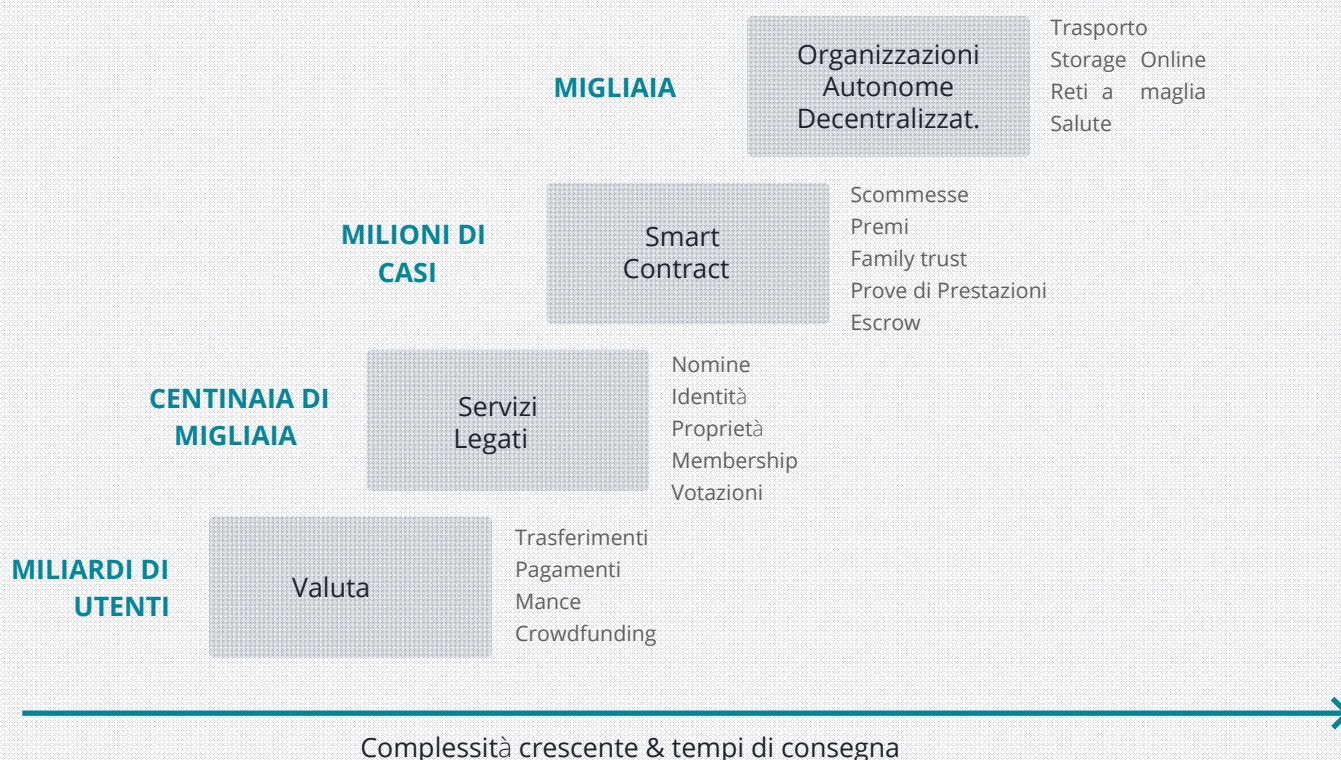 MIGLIAIA
Organizzazioni
Autonome
Decentralizzat.
Trasporto
Storage Online
Reti a maglia
Salute
MILIONI DI
CASI
Smart
Contract
Scommesse
Premi
Family trust
Prove di Prestazioni
Escrow
CENTINAIA DI
MIGLIAIA
Servizi
Legati
Nomine
Identità
Proprietà
Membership
Votazioni
MILIARDI DI
UTENTI
Valuta
Trasferimenti
Pagamenti
Mance
Crowdfunding
Complessità crescente & tempi di consegna